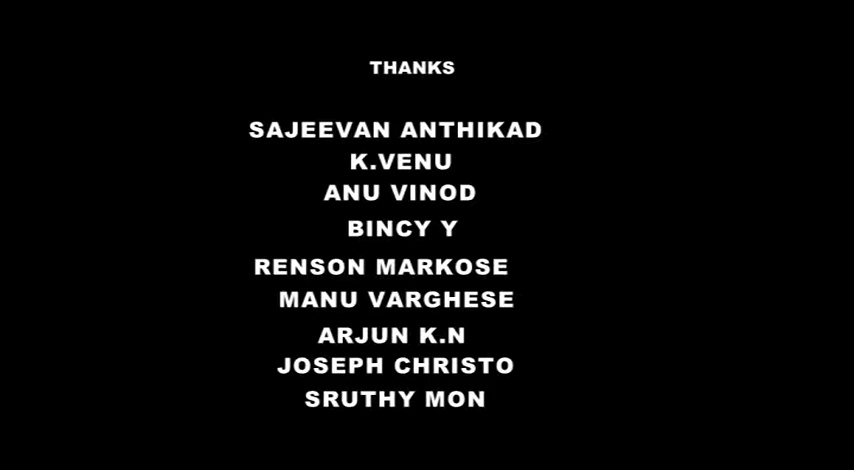 THANKS
SAJEEVAN ANTHIKAD
K.VENU
ANU VINOD
BINCY Y
RENSON MARKOSE
MANU VARGHESE
ARJUN K.N
JOSEPH CHRISTO
SRUTHY MON